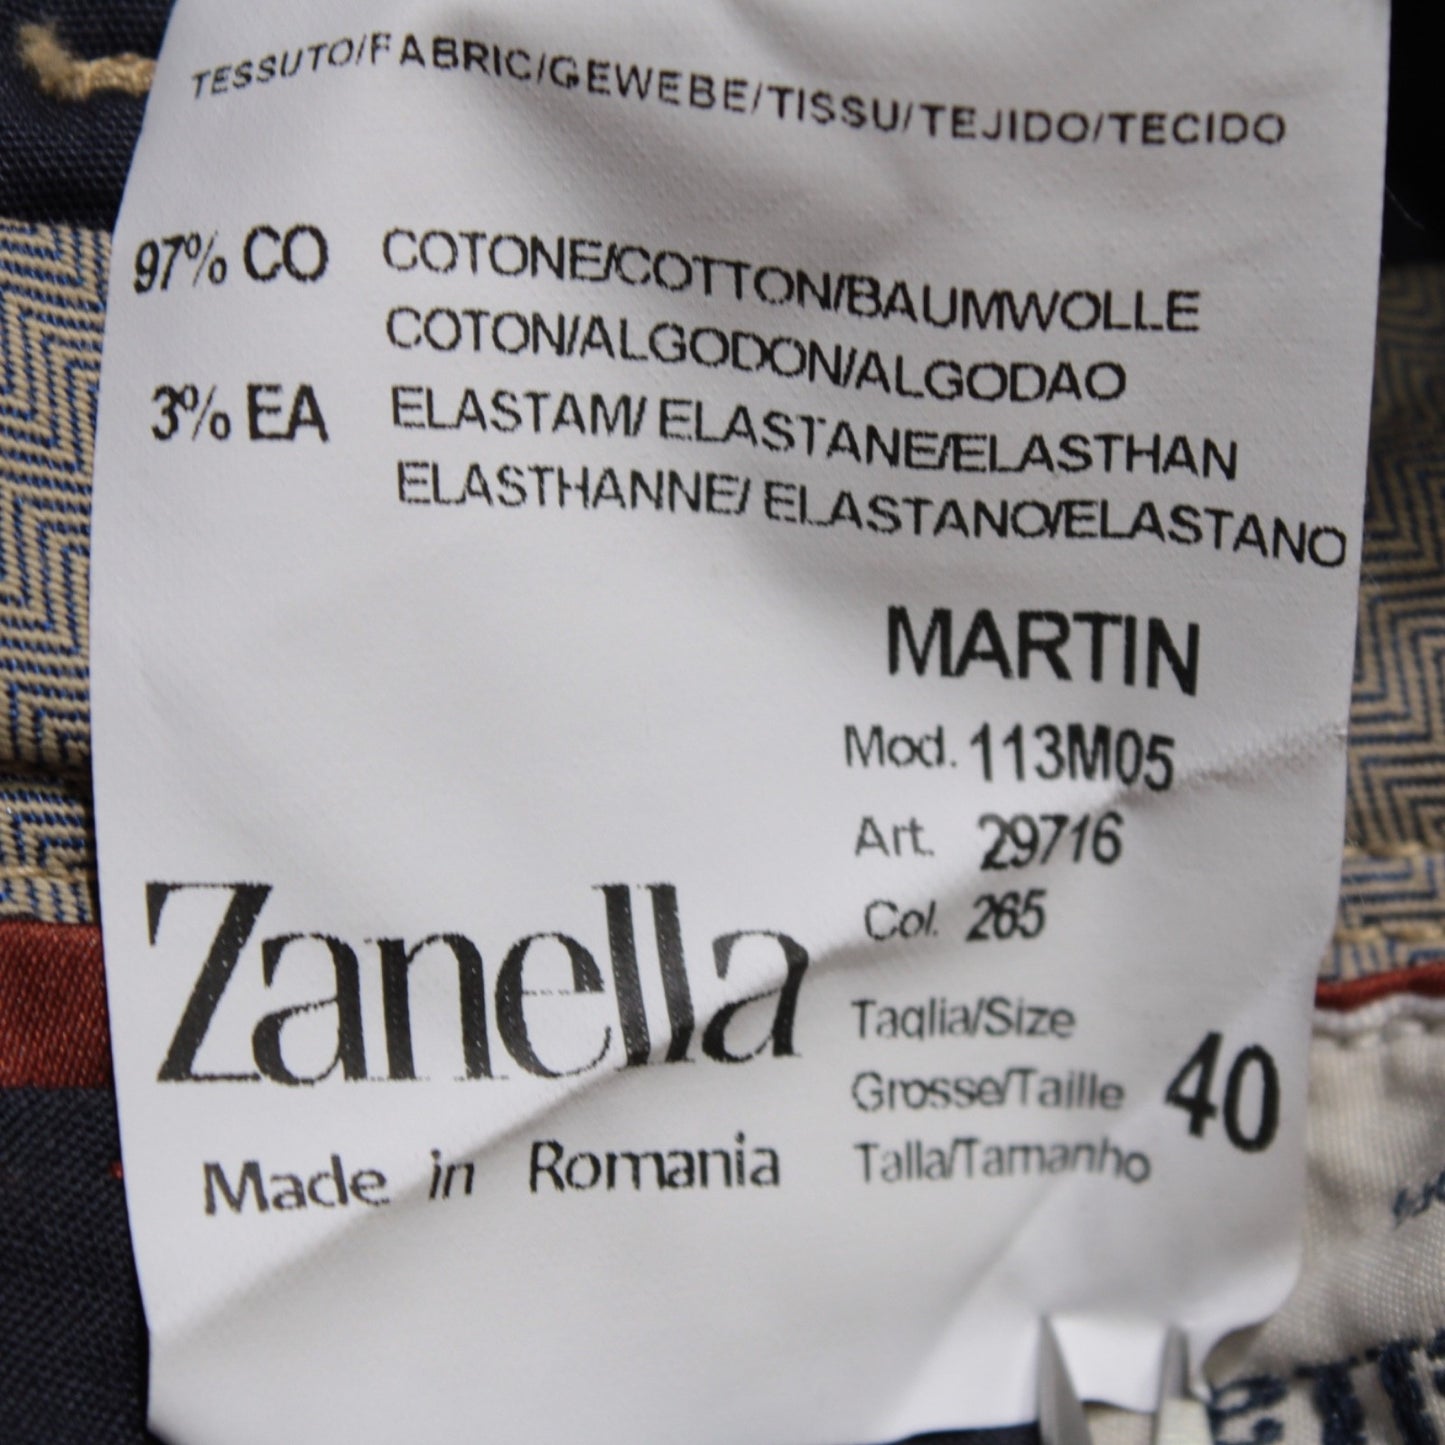 TESSUTO/FABRIC/GEWEBE/TISSU/TEJIDO/TECIDO
97% CO COTONE/COTTON/BAUMWOLLE
COTON/ALGODON/ALGODAO
3% EA ELASTAM/ ELASTANE/ELASTHAN
ELASTHANNE/ ELASTANO/ELASTANO
MARTIN
Mod. 113M05
Art. 29716
Col. 265
Zanella
Made in Romania
Taglia/Size
Grosse/Taille 40
Talla/Tamanho